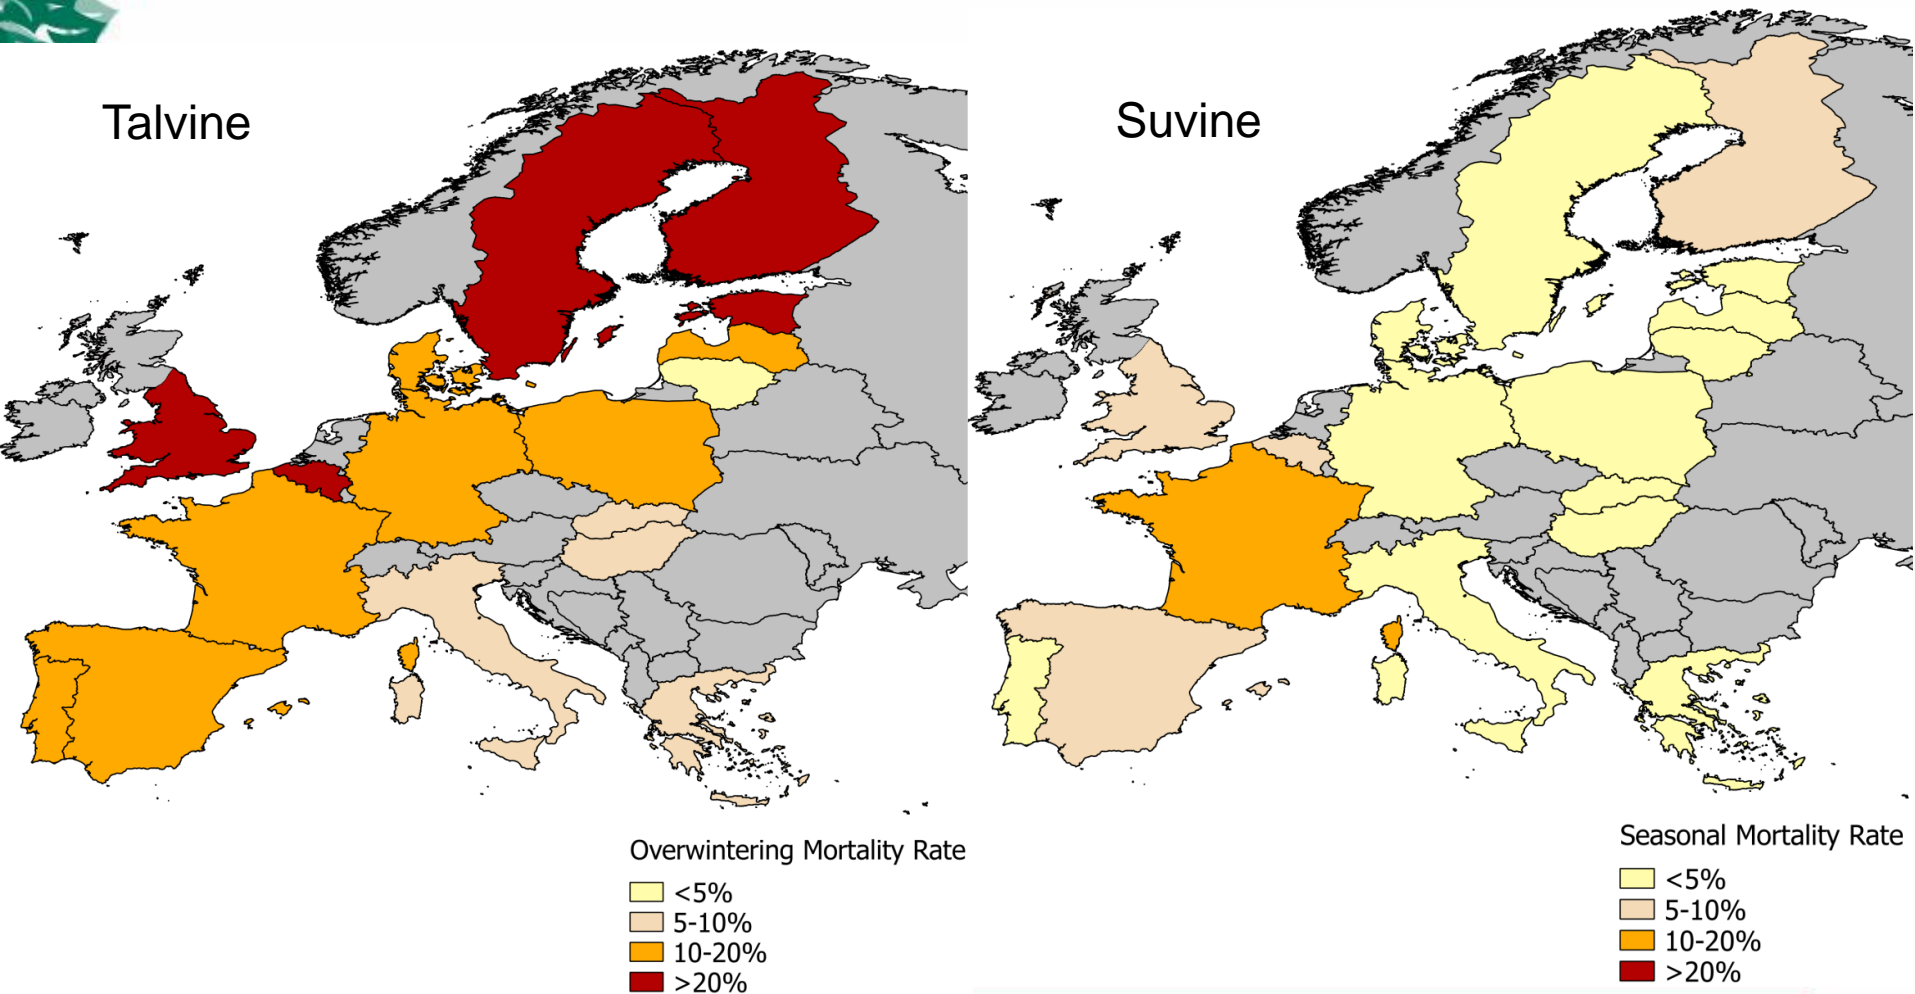 Talvine
Overwintering Mortality Rate
<5%
5-10%
10-20%
>20%
Suvine
Seasonal Mortality Rate
<5%
5-10%
10-20%
>20%